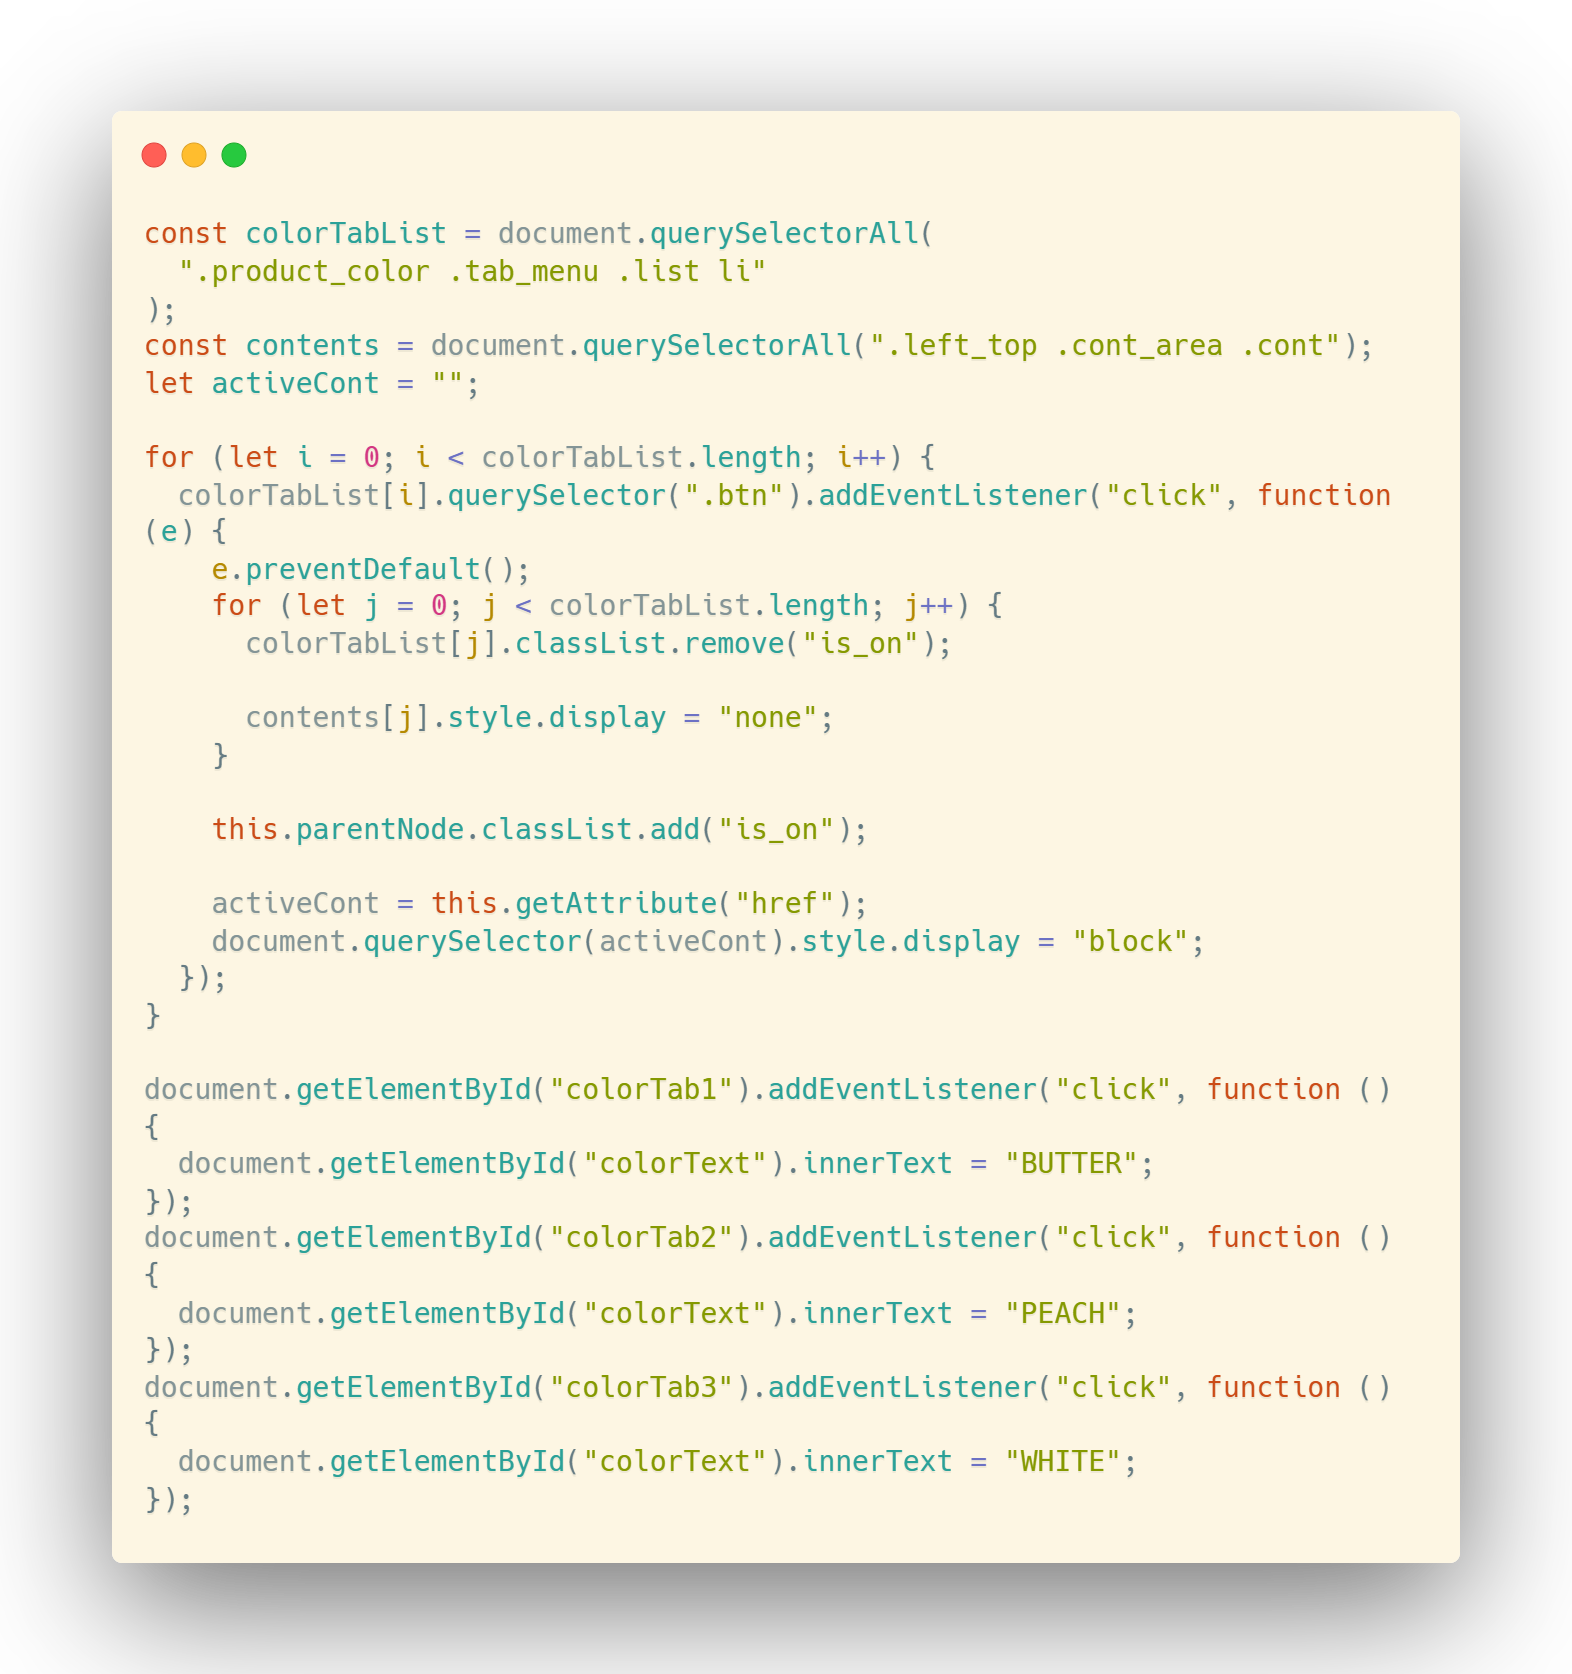 const colorTabList = document.querySelectorAll(
  ".product_color .tab_menu .list li"
);
const contents = document.querySelectorAll(".left_top .cont_area .cont");
let activeCont = "";

for (let i = 0; i < colorTabList.length; i++) {
  colorTabList[i].querySelector(".btn").addEventListener("click", function
(e) {
    e.preventDefault();
    for (let j = 0; j < colorTabList.length; j++) {
      colorTabList[j].classList.remove("is_on");

      contents[j].style.display = "none";
    }

    this.parentNode.classList.add("is_on");

    activeCont = this.getAttribute("href");
    document.querySelector(activeCont).style.display = "block";
  });
}

document.getElementById("colorTab1").addEventListener("click", function ()
{
  document.getElementById("colorText").innerText = "BUTTER";
});
document.getElementById("colorTab2").addEventListener("click", function ()
{
  document.getElementById("colorText").innerText = "PEACH";
});
document.getElementById("colorTab3").addEventListener("click", function ()
{
  document.getElementById("colorText").innerText = "WHITE";
});